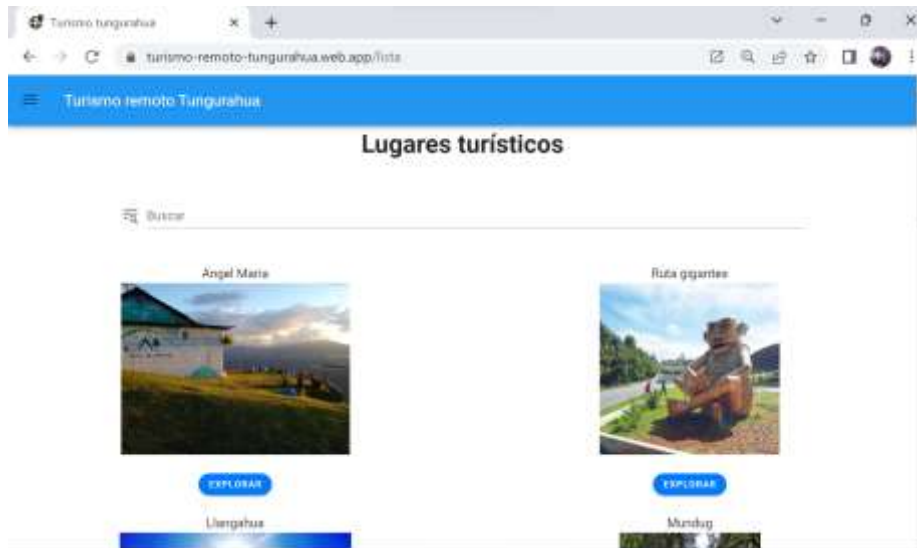 Turismo tungurahua
turismo-remoto-tungurahua.web.app/lista
Turismo remoto Tungurahua
Lugares turísticos
Buscar
Angel Maria
Ruta gigantes
EXPLORAR
EXPLORAR
Llangahua
Mundug